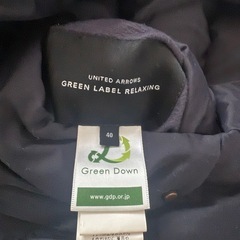 UNITED ARROWS
GREEN LABEL RELAXING
40
Green Down
www.gdp.or.jp